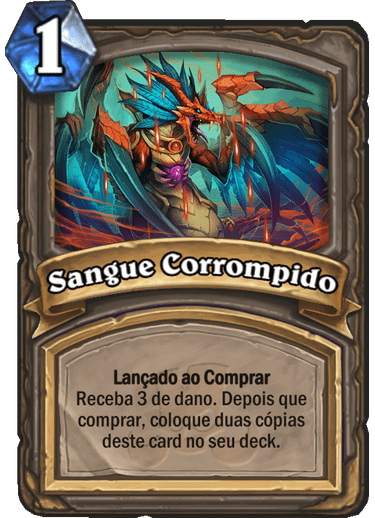 1
Sangue Corrompido
Lançado ao Comprar
Receba 3 de dano. Depois que
comprar, coloque duas cópias
deste card no seu deck.